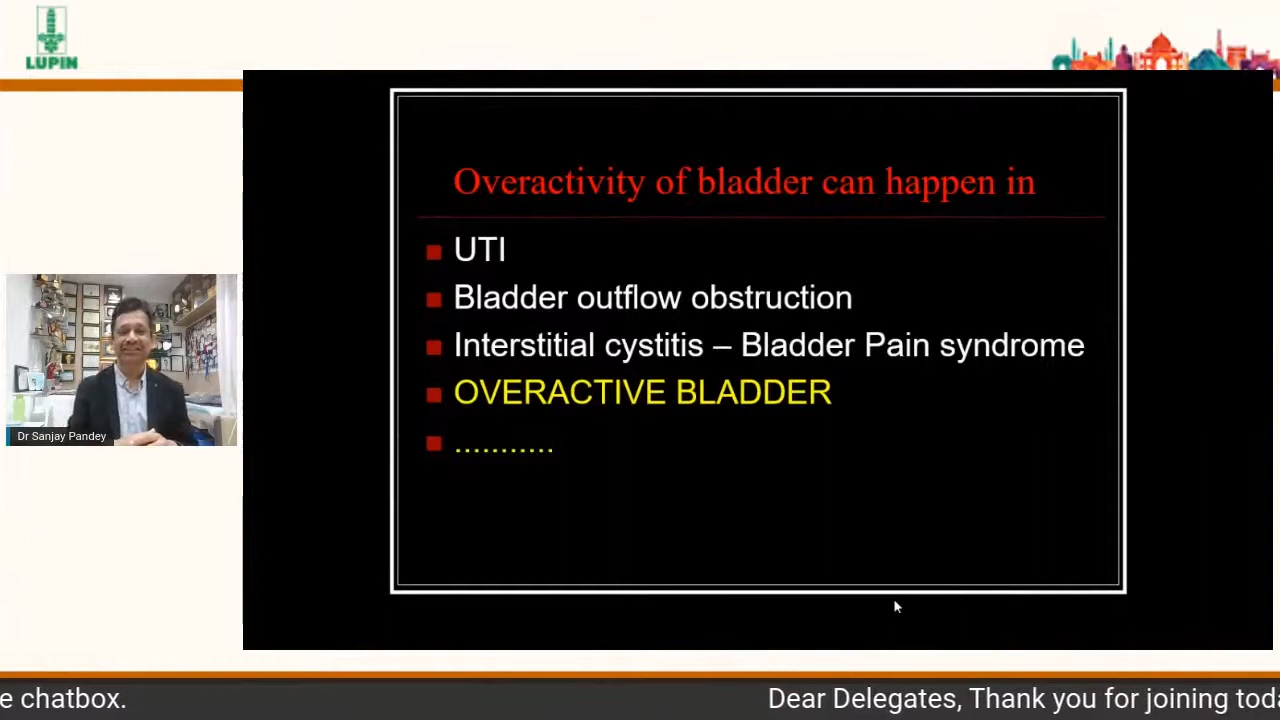 LUPIN
Overactivity of bladder can happen in
UTI
Bladder outflow obstruction
Interstitial cystitis – Bladder Pain syndrome
OVERACTIVE BLADDER
...........
Dr Sanjay Pandey
e chatbox.
Dear Delegates, Thank you for joining toda